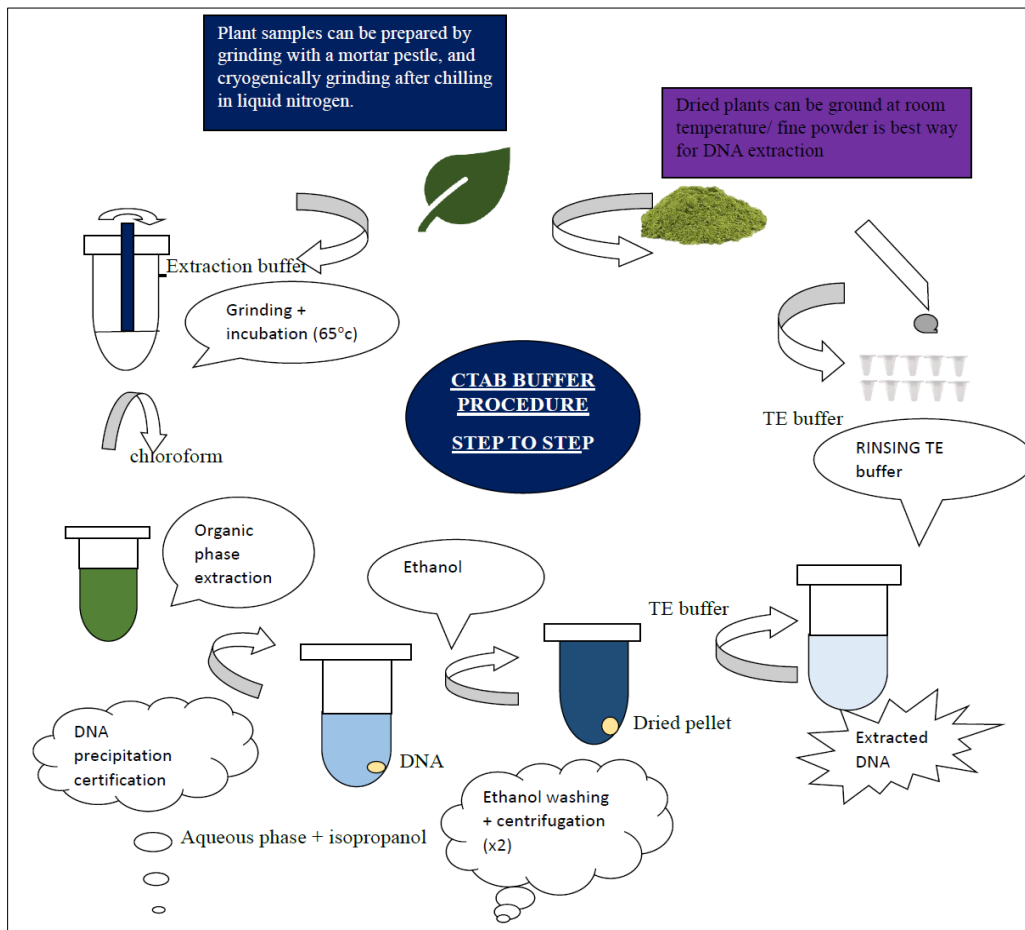 Plant samples can be prepared by
grinding with a mortar pestle, and
cryogenically grinding after chilling
in liquid nitrogen.
Dried plants can be ground at room
temperature/ fine powder is best way
for DNA extraction
Extraction buffer
Grinding +
incubation (65°c)
CTAB BUFFER
PROCEDURE
STEP TO STEP
TE buffer
RINSING TE
buffer
chloroform
Organic
phase
extraction
Ethanol
TE buffer
DNA
precipitation
certification
DNA
Dried pellet
Extracted
DNA
Ethanol washing
+ centrifugation
(x2)
Aqueous phase + isopropanol